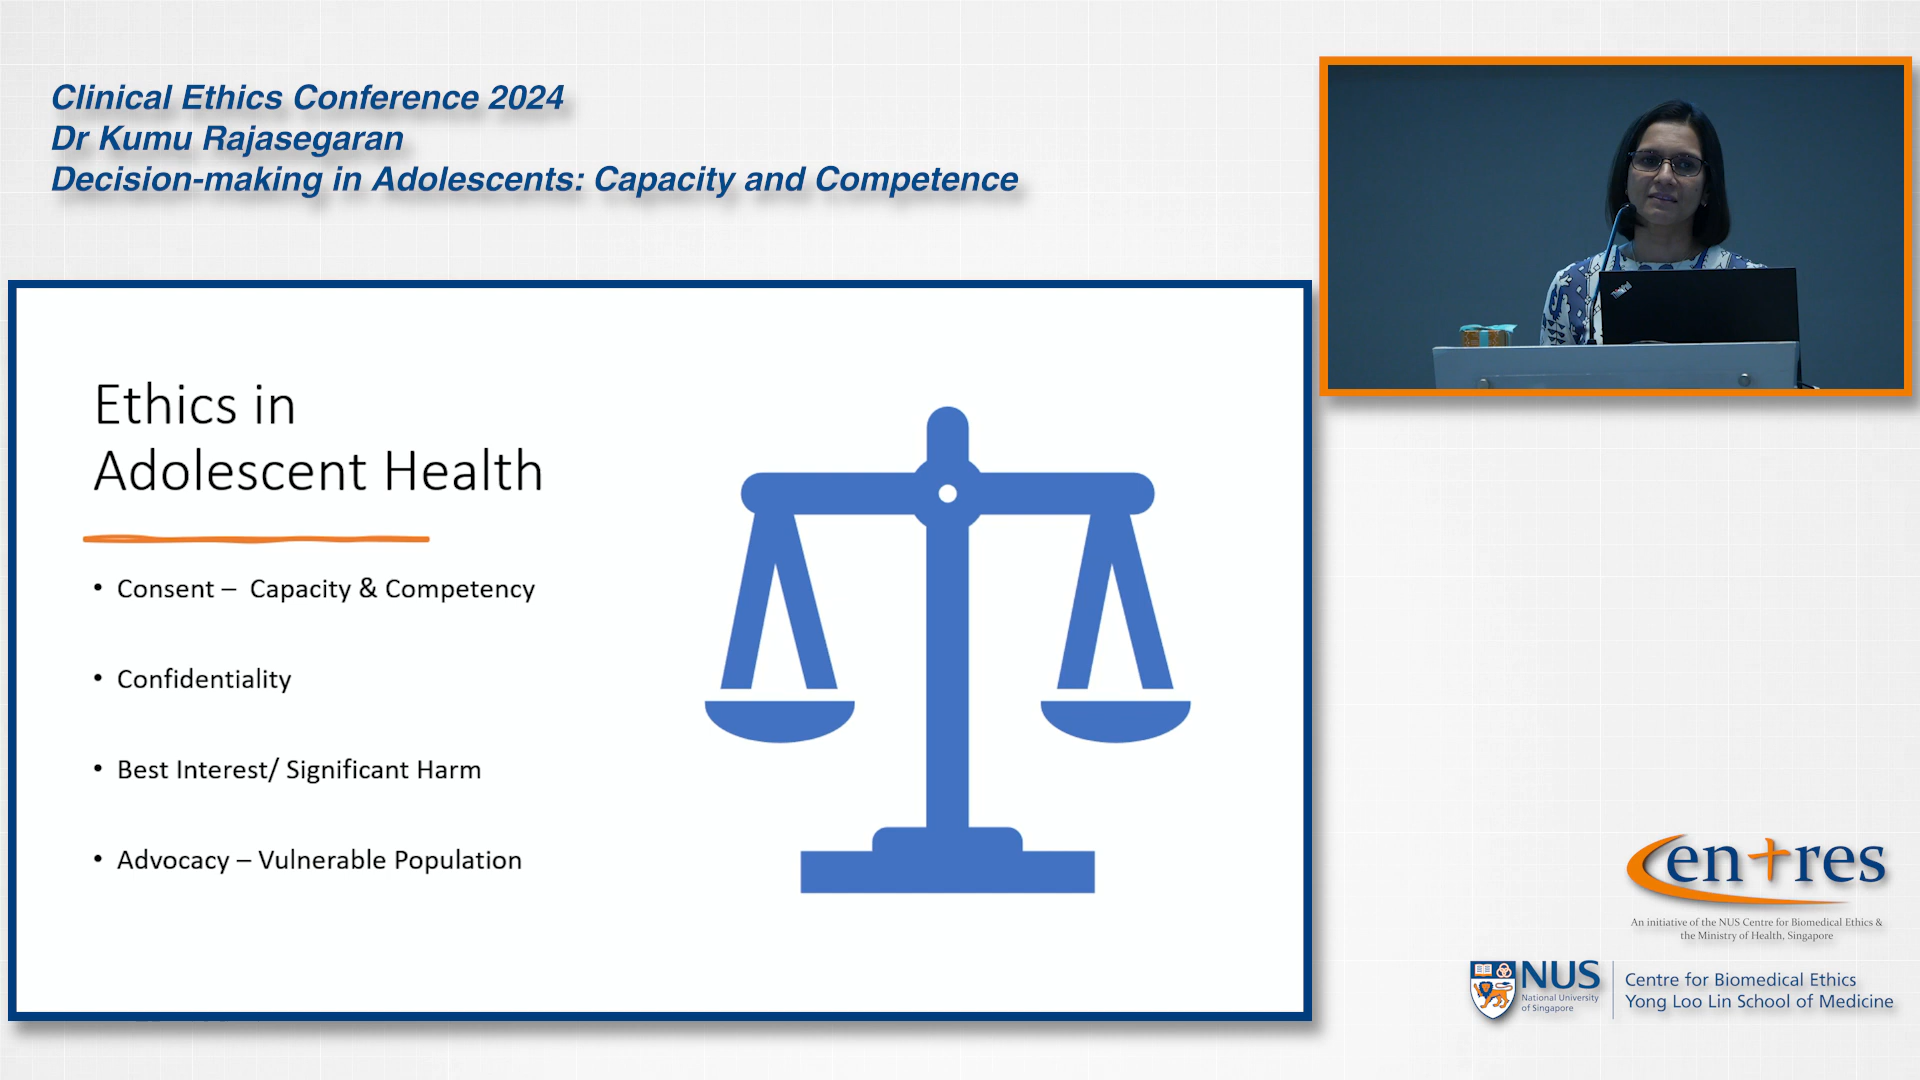 Clinical Ethics Conference 2024
Dr Kumu Rajasegaran
Decision-making in Adolescents: Capacity and Competence
Ethics in
Adolescent Health
• Consent – Capacity & Competency
• Confidentiality
• Best Interest/ Significant Harm
• Advocacy – Vulnerable Population
ThinkPad
Centres
An initiative of the NUS Centre for Biomedical Ethics &
the Ministry of Health, Singapore
NUS
National University
of Singapore
Centre for Biomedical Ethics
Yong Loo Lin School of Medicine